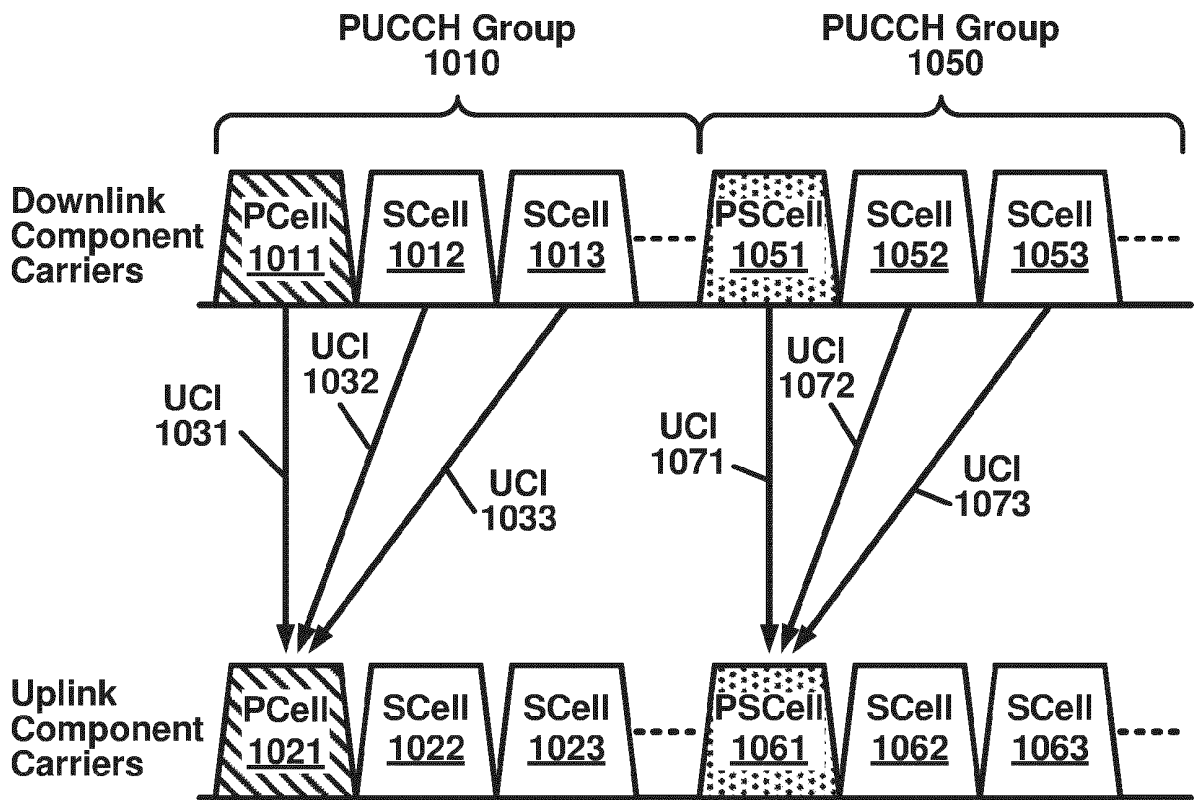 PUCCH Group
1010
PUCCH Group
1050
Downlink
Component
Carriers
PCell
1011
SCell
1012
SCell
1013
PSCell
1051
SCell
1052
SCell
1053
UCI
1031
UCI
1032
UCI
1033
UCI
1071
UCI
1072
UCI
1073
Uplink
Component
Carriers
PCell
1021
SCell
1022
SCell
1023
PSCell
1061
SCell
1062
SCell
1063